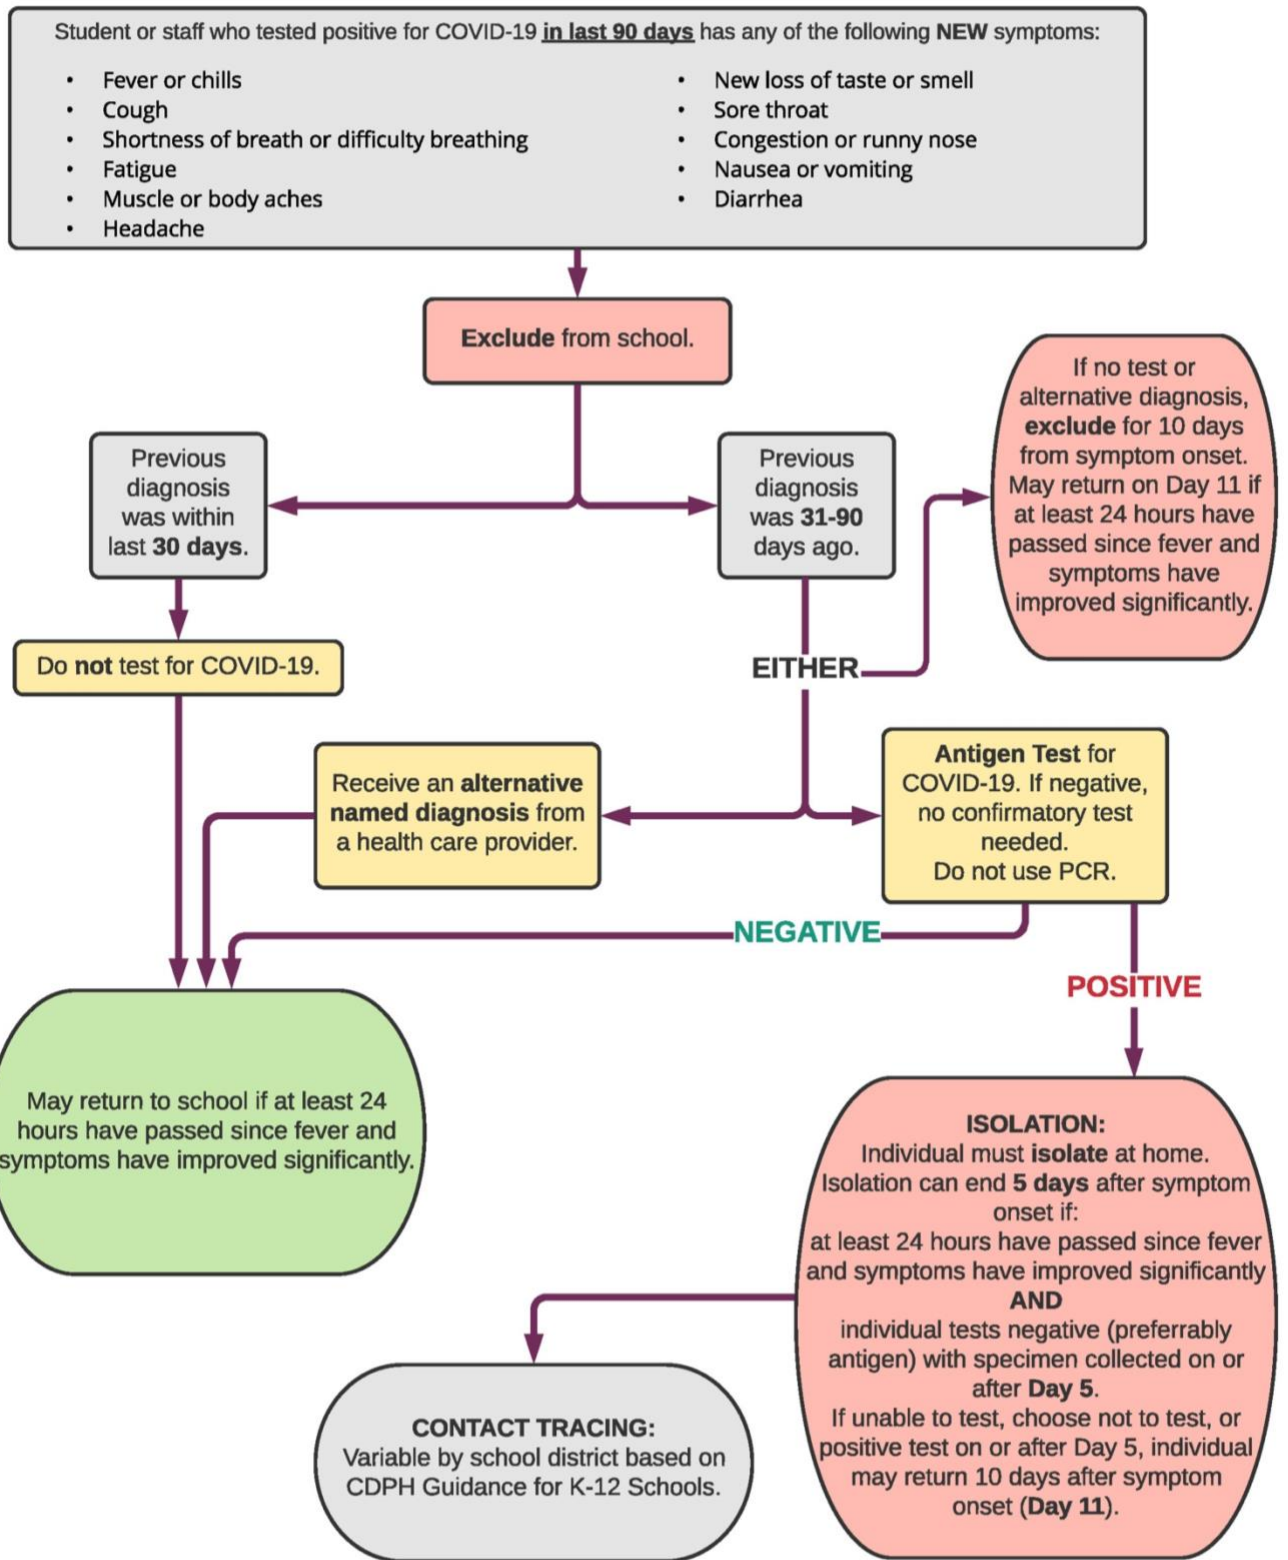 Student or staff who tested positive for COVID-19 in last 90 days has any of the following NEW symptoms:
• Fever or chills
• Cough
• Shortness of breath or difficulty breathing
• Fatigue
• Muscle or body aches
• Headache
• New loss of taste or smell
• Sore throat
• Congestion or runny nose
• Nausea or vomiting
• Diarrhea
Exclude from school.
Previous
diagnosis
was within
last 30 days.
Previous
diagnosis
was 31-90
days ago.
If no test or
alternative diagnosis,
exclude for 10 days
from symptom onset.
May return on Day 11 if
at least 24 hours have
passed since fever and
symptoms have
improved significantly.
Do not test for COVID-19.
EITHER
Receive an alternative
named diagnosis from
a health care provider.
Antigen Test for
COVID-19. If negative,
no confirmatory test
needed.
Do not use PCR.
NEGATIVE
POSITIVE
May return to school if at least 24
hours have passed since fever and
symptoms have improved significantly.
ISOLATION:
Individual must isolate at home.
Isolation can end 5 days after symptom
onset if:
at least 24 hours have passed since fever
and symptoms have improved significantly
AND
individual tests negative (preferrably
antigen) with specimen collected on or
after Day 5.
If unable to test, choose not to test, or
positive test on or after Day 5, individual
may return 10 days after symptom
onset (Day 11).
CONTACT TRACING:
Variable by school district based on
CDPH Guidance for K-12 Schools.